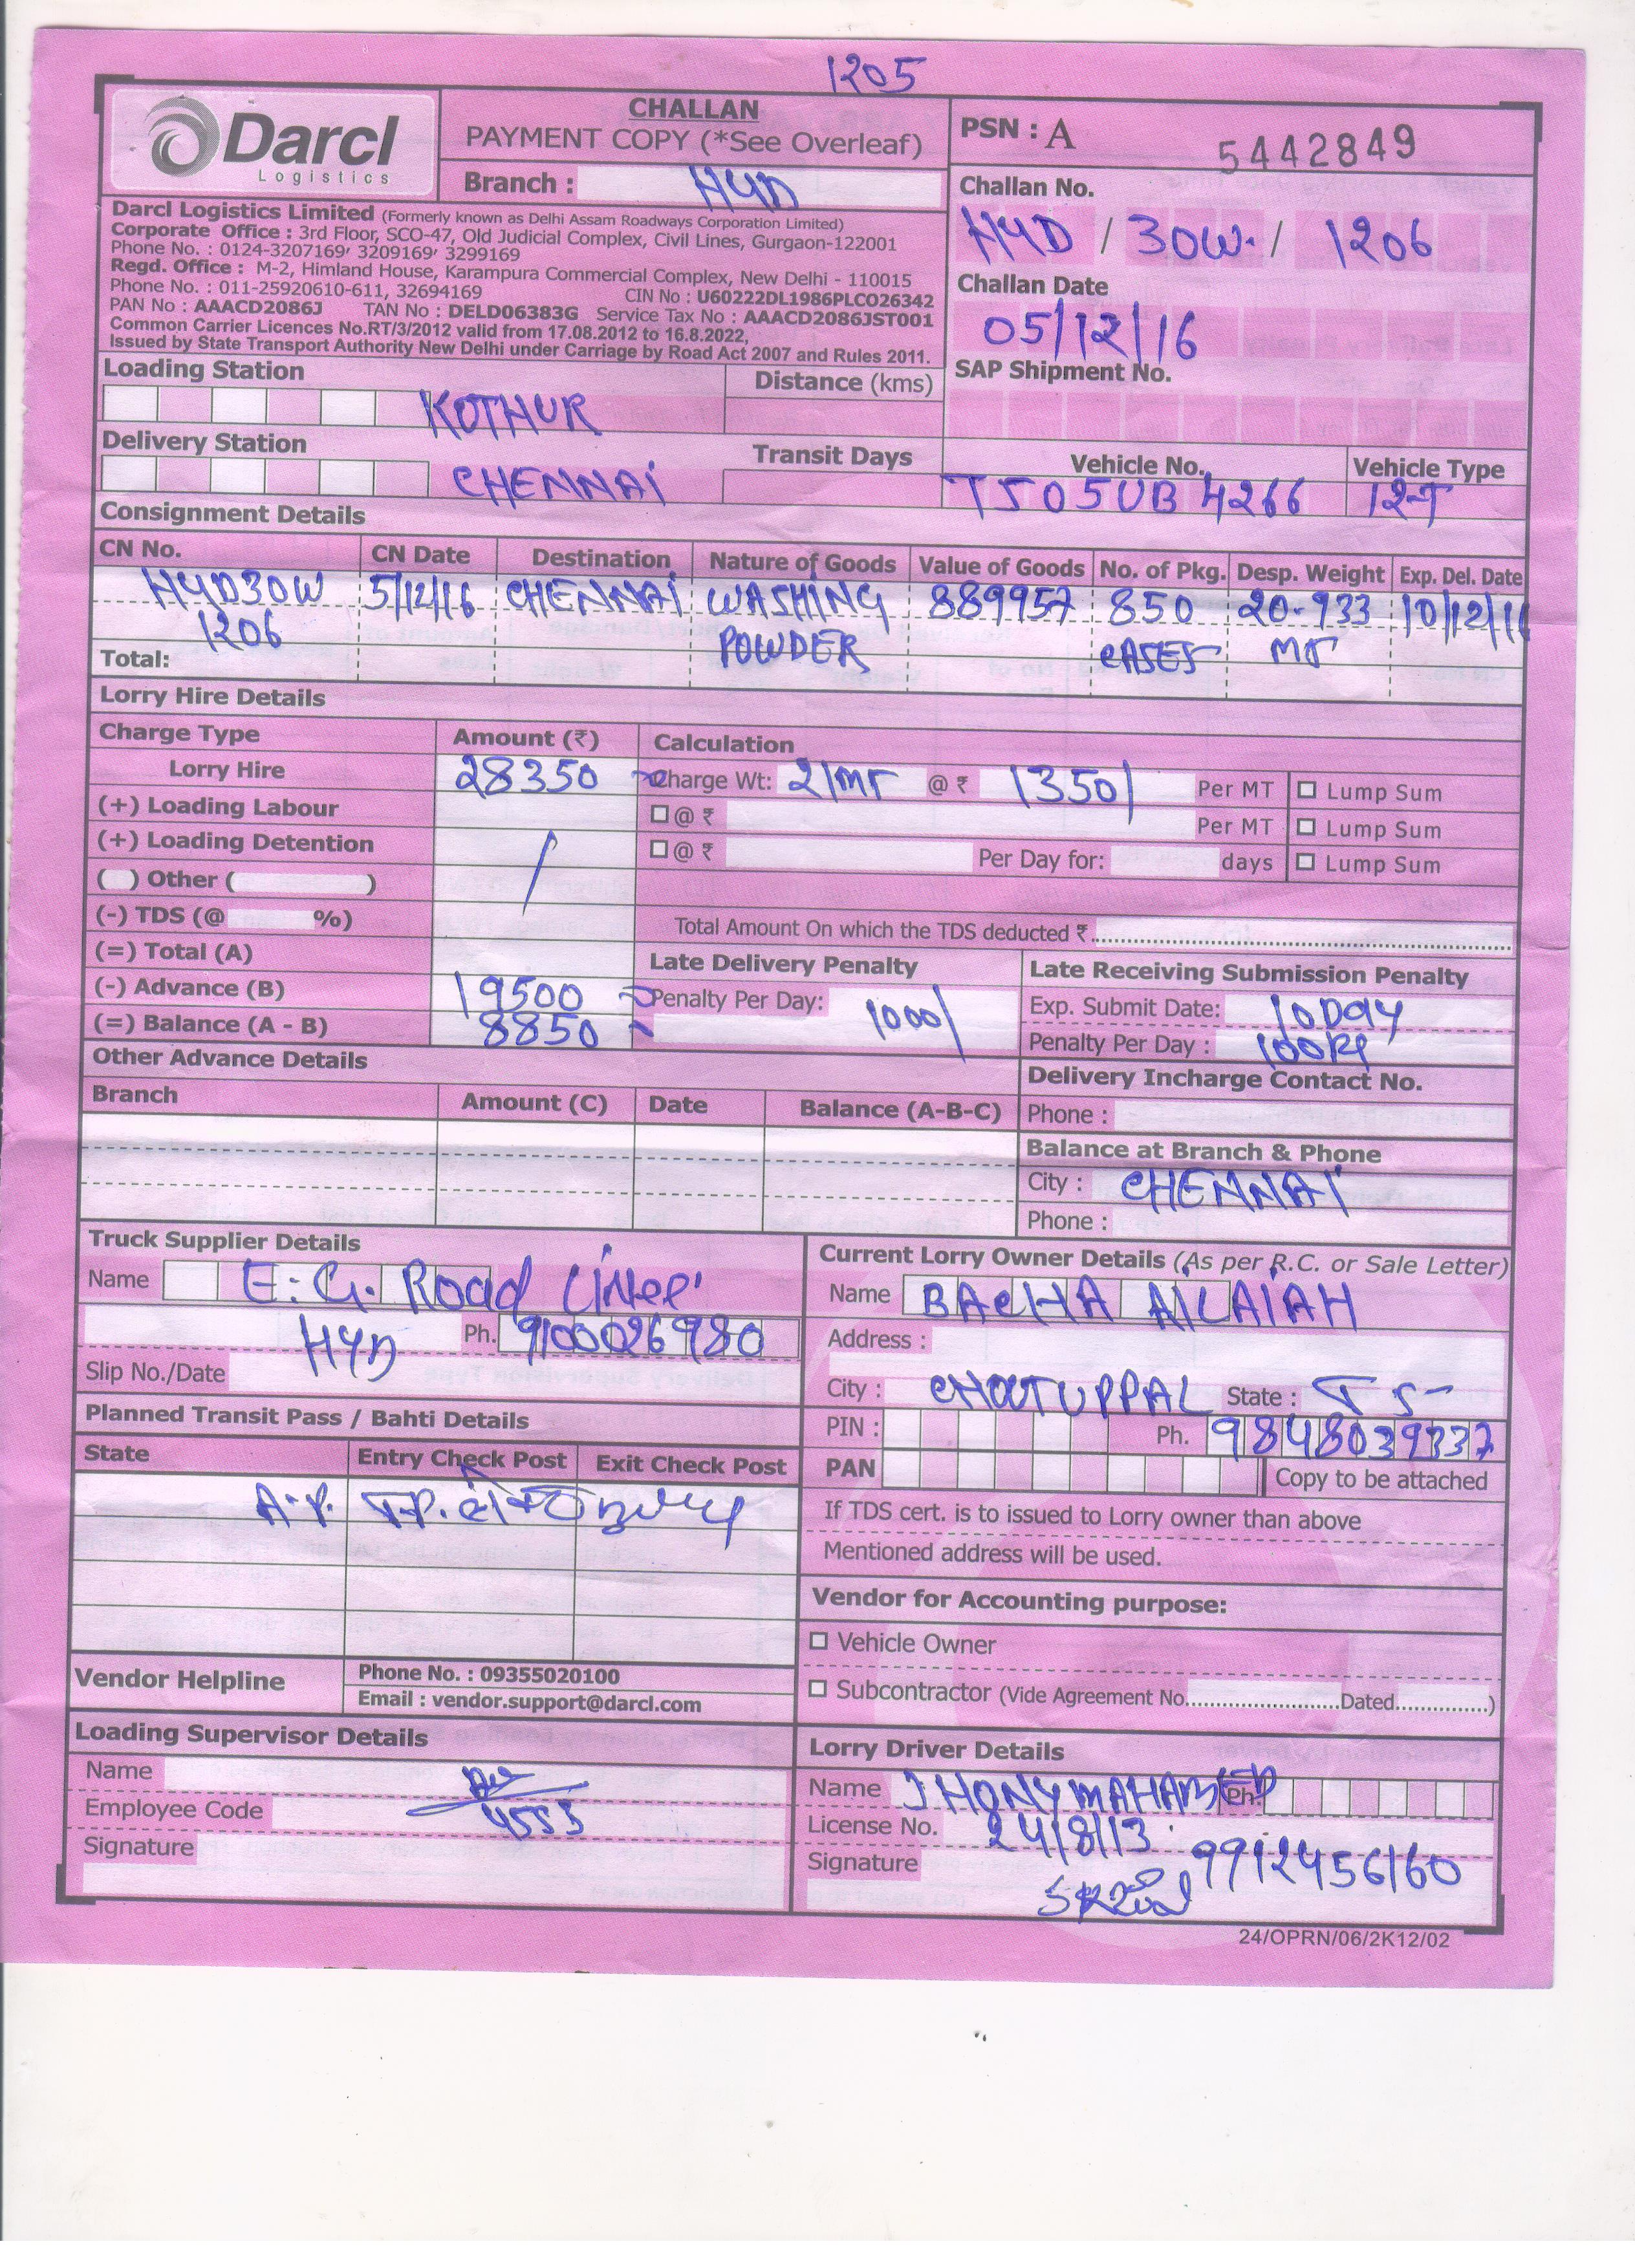 1205
Darcl
Logistics
CHALLAN
PAYMENT COPY (*See Overleaf)
Branch : HYD
PSN : A 5442849
Darcl Logistics Limited (Formerly known as Delhi Assam Roadways Corporation Limited)
Corporate Office : 3rd Floor, SCO-47, Old Judicial Complex, Civil Lines, Gurgaon-122001
Phone No. : 0124-3207169, 3209169, 3299169
Regd. Office : M-2, Himland House, Karampura Commercial Complex, New Delhi - 110015
Phone No. : 011-25920610-611, 32694169 CIN No : U60222DL1986PLCO26342
PAN No : AAACD2086J TAN No : DELD06383G Service Tax No : AAACD2086JST001
Common Carrier Licences No.RT/3/2012 valid from 17.08.2012 to 16.8.2022,
Issued by State Transport Authority New Delhi under Carriage by Road Act 2007 and Rules 2011.
Challan No.
HYD / 30W. / 1206
Challan Date
05/12/16
SAP Shipment No.
Loading Station KOTHUR Distance (kms)
Delivery Station CHENNAI Transit Days
Vehicle No. Vehicle Type
TS05UB 4266 12-T
Consignment Details
CN No. CN Date Destination Nature of Goods Value of Goods No. of Pkg. Desp. Weight Exp. Del. Date
HYD30W 5/12/16 CHENNAI WASHING 889957 850 20-933 10/12/16
1206 POWDER CASES MT
Total:
Lorry Hire Details
Charge Type Amount (₹) Calculation
Lorry Hire 28350 Charge Wt: 21MT @ ₹ 1350/ Per MT Lump Sum
(+) Loading Labour @ ₹ Per MT Lump Sum
(+) Loading Detention @ ₹ Per Day for: days Lump Sum
( ) Other ( )
(-) TDS (@ %) Total Amount On which the TDS deducted ₹
(=) Total (A)
(-) Advance (B) 19500
(=) Balance (A - B) 8850
Late Delivery Penalty
Penalty Per Day: 1000/
Late Receiving Submission Penalty
Exp. Submit Date: 10 Day
Penalty Per Day : 100
Other Advance Details
Branch Amount (C) Date Balance (A-B-C)
Delivery Incharge Contact No.
Phone :
Balance at Branch & Phone
City : CHENNAI
Phone :
Truck Supplier Details
Name E. G. Road Lines
HYD Ph. 9100026980
Slip No./Date
Current Lorry Owner Details (As per R.C. or Sale Letter)
Name BACHA AILAIAH
Address :
City : CHOUTUPPAL State : TS
PIN : Ph. 9848039737
PAN Copy to be attached
If TDS cert. is to issued to Lorry owner than above
Mentioned address will be used.
Planned Transit Pass / Bahti Details
State Entry Check Post Exit Check Post
A.P. T.P.
Vendor for Accounting purpose:
Vehicle Owner
Subcontractor (Vide Agreement No. Dated )
Vendor Helpline
Phone No. : 09355020100
Email : vendor.support@darcl.com
Loading Supervisor Details
Name
Employee Code 4553
Signature
Lorry Driver Details
Name JHONY MAHAMMED Ph.
License No. 24/8/13
Signature 9912456160
24/OPRN/06/2K12/02